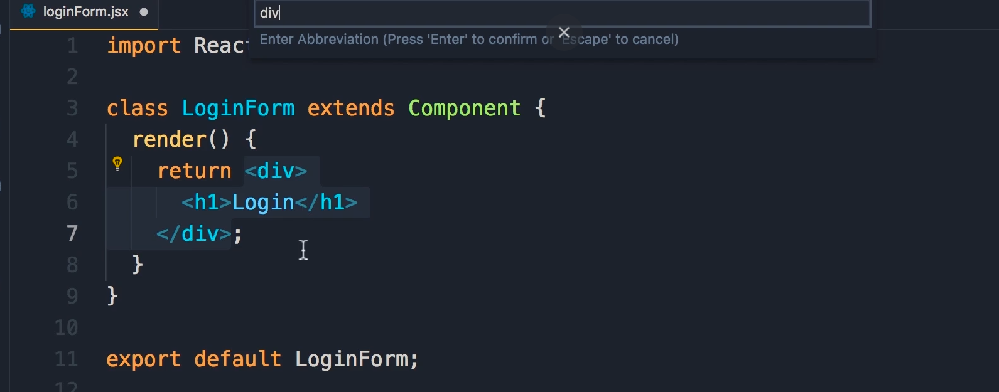 loginForm.jsx
div
Enter Abbreviation (Press 'Enter' to confirm or 'Escape' to cancel)
1 import
2
3 class LoginForm extends Component {
4 render() {
5 return <div>
6 <h1>Login</h1>
7 </div>;
8 }
9 }
10
11 export default LoginForm;
12